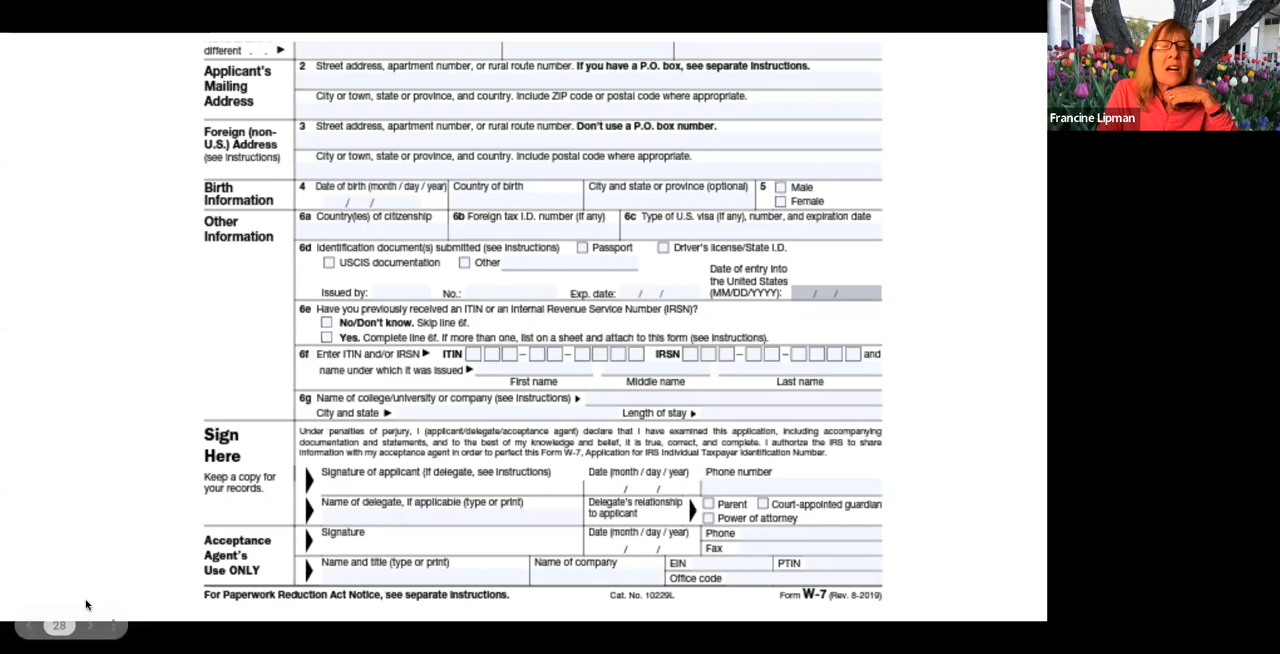 different . . ▶
Applicant's
Mailing
Address
2 Street address, apartment number, or rural route number. If you have a P.O. box, see separate instructions.
City or town, state or province, and country. Include ZIP code or postal code where appropriate.
Foreign (non-
U.S.) Address
(see instructions)
3 Street address, apartment number, or rural route number. Don't use a P.O. box number.
City or town, state or province, and country. Include postal code where appropriate.
Birth
Information
4 Date of birth (month / day / year) Country of birth City and state or province (optional) 5 Male
/ / Female
Other
Information
6a Country(ies) of citizenship 6b Foreign tax I.D. number (if any) 6c Type of U.S. visa (if any), number, and expiration date
6d Identification document(s) submitted (see instructions) Passport Driver's license/State I.D.
USCIS documentation Other
Date of entry into
the United States
Issued by: No.: Exp. date: / / (MM/DD/YYYY): / /
6e Have you previously received an ITIN or an Internal Revenue Service Number (IRSN)?
No/Don't know. Skip line 6f.
Yes. Complete line 6f. If more than one, list on a sheet and attach to this form (see instructions).
6f Enter ITIN and/or IRSN ▶ ITIN – – IRSN – – and
name under which it was issued ▶
First name Middle name Last name
6g Name of college/university or company (see instructions) ▶
City and state ▶ Length of stay ▶
Sign
Here
Keep a copy for
your records.
Under penalties of perjury, I (applicant/delegate/acceptance agent) declare that I have examined this application, including accompanying
documentation and statements, and to the best of my knowledge and belief, it is true, correct, and complete. I authorize the IRS to share
information with my acceptance agent in order to perfect this Form W-7, Application for IRS Individual Taxpayer Identification Number.
Signature of applicant (if delegate, see instructions) Date (month / day / year) Phone number
/ /
Name of delegate, if applicable (type or print) Delegate's relationship
to applicant
Parent Court-appointed guardian
Power of attorney
Acceptance
Agent's
Use ONLY
Signature Date (month / day / year) Phone
/ / Fax
Name and title (type or print) Name of company EIN PTIN
Office code
For Paperwork Reduction Act Notice, see separate instructions. Cat. No. 10229L Form W-7 (Rev. 8-2019)
28
Francine Lipman